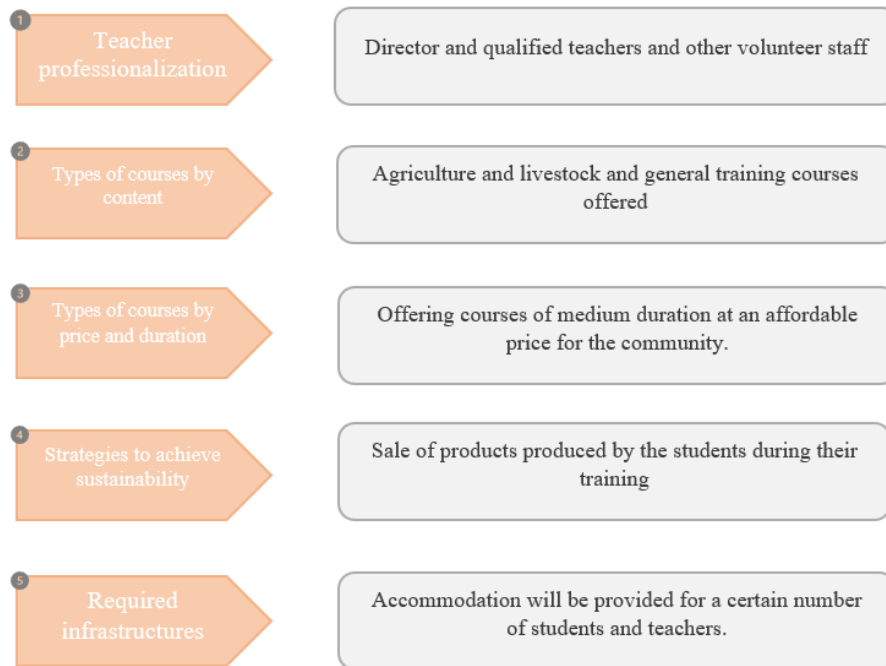 1
Teacher
professionalization
Director and qualified teachers and other volunteer staff
2
Types of courses by
content
Agriculture and livestock and general training courses
offered
3
Types of courses by
price and duration
Offering courses of medium duration at an affordable
price for the community.
4
Strategies to achieve
sustainability
Sale of products produced by the students during their
training
5
Required
infrastructures
Accommodation will be provided for a certain number
of students and teachers.